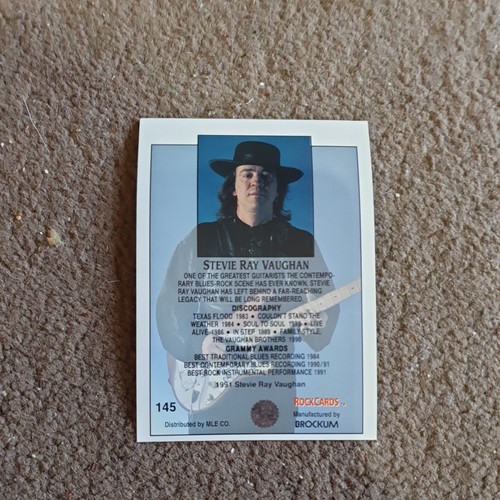 STEVIE RAY VAUGHAN
ONE OF THE GREATEST GUITARISTS THE CONTEMPO-
RARY BLUES-ROCK SCENE HAS EVER KNOWN, STEVIE
RAY VAUGHAN HAS LEFT BEHIND A FAR-REACHING
LEGACY THAT WILL BE LONG REMEMBERED.
DISCOGRAPHY
TEXAS FLOOD 1983 • COULDN'T STAND THE
WEATHER 1984 • SOUL TO SOUL 1985 • LIVE
ALIVE 1986 • IN STEP 1989 • FAMILY STYLE:
THE VAUGHAN BROTHERS 1990
GRAMMY AWARDS
BEST TRADITIONAL BLUES RECORDING 1984
BEST CONTEMPORARY BLUES RECORDING 1990/91
BEST ROCK INSTRUMENTAL PERFORMANCE 1991
© 1991 Stevie Ray Vaughan
145
ROCKCARDS™
Distributed by MLE CO.
Manufactured by
BROCKUM